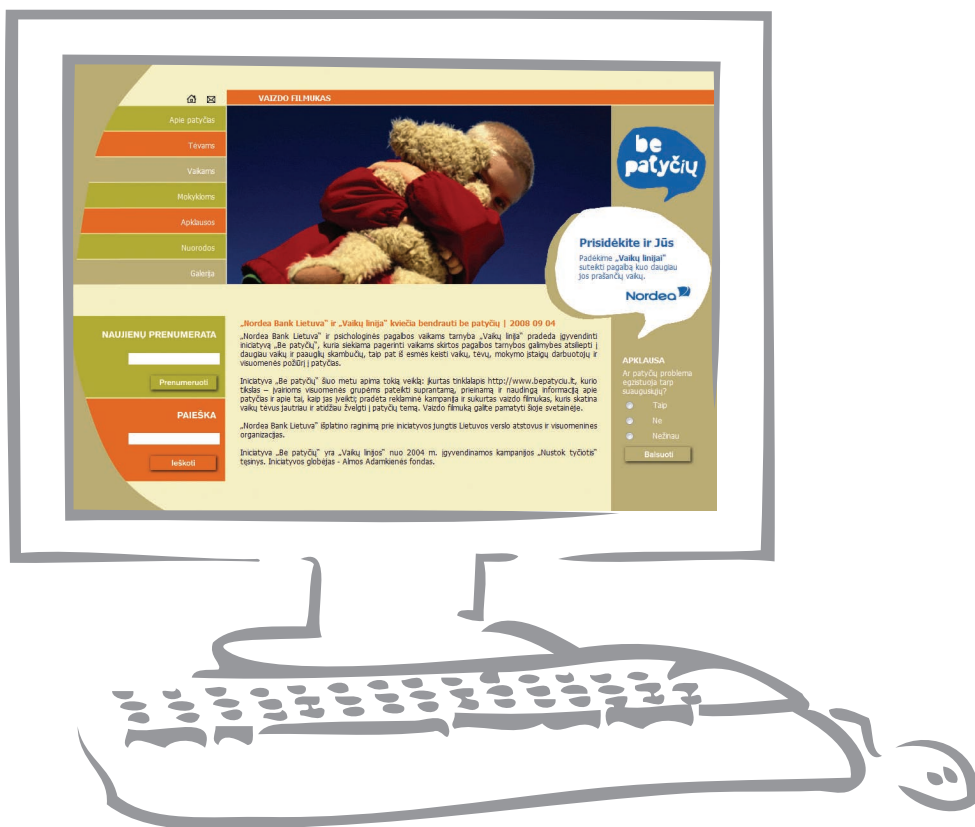 VAIZDO FILMUKAS
Apie patyčias
Tėvams
Vaikams
Mokykloms
Apklausos
Nuorodos
Galerija
be
patyčių
Prisidėkite ir Jūs
Padėkime „Vaikų linijai"
suteikti pagalbą kuo daugiau
jos prašančių vaikų.
Nordea
NAUJIENŲ PRENUMERATA
Prenumeruoti
PAIEŠKA
Ieškoti
„Nordea Bank Lietuva" ir „Vaikų linija" kviečia bendrauti be patyčių | 2008 09 04
„Nordea Bank Lietuva" ir psichologinės pagalbos vaikams tarnyba „Vaikų linija" pradeda įgyvendinti
iniciatyvą „Be patyčių", kuria siekiama pagerinti vaikams skirtos pagalbos tarnybos galimybes atsiliepti į
daugiau vaikų ir paauglių skambučių, taip pat iš esmės keisti vaikų, tėvų, mokymo įstaigų darbuotojų ir
visuomenės požiūrį į patyčias.
Iniciatyva „Be patyčių" šiuo metu apima tokią veiklą: įkurtas tinklalapis http://www.bepatyciu.lt, kurio
tikslas – įvairioms visuomenės grupėms pateikti suprantamą, prieinamą ir naudingą informaciją apie
patyčias ir apie tai, kaip jas įveikti; pradėta reklaminė kampanija ir sukurtas vaizdo filmukas, kuris skatina
vaikų tėvus jautriau ir atidžiau žvelgti į patyčių temą. Vaizdo filmuką galite pamatyti šioje svetainėje.
„Nordea Bank Lietuva" išplatino raginimą prie iniciatyvos jungtis Lietuvos verslo atstovus ir visuomenines
organizacijas.
Iniciatyva „Be patyčių" yra „Vaikų linijos" nuo 2004 m. įgyvendinamos kampanijos „Nustok tyčiotis"
tęsinys. Iniciatyvos globėjas - Almos Adamkienės fondas.
APKLAUSA
Ar patyčių problema
egzistuoja tarp
suaugusiųjų?
Taip
Ne
Nežinau
Balsuoti